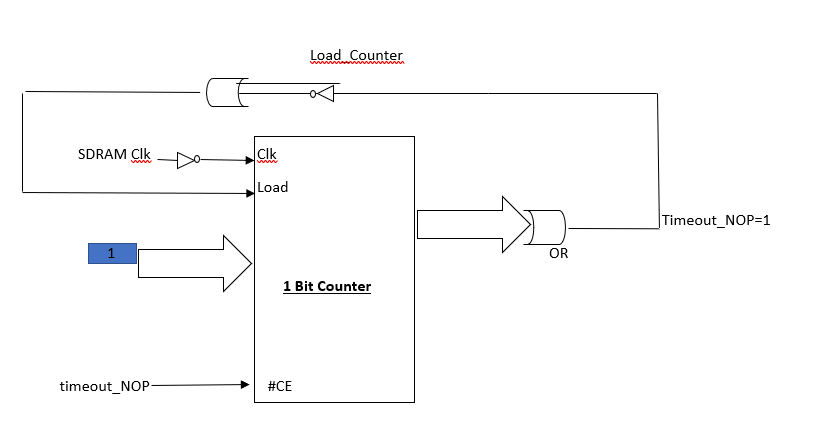 Load_Counter
SDRAM Clk
Clk
Load
Timeout_NOP=1
1
OR
1 Bit Counter
timeout_NOP
#CE